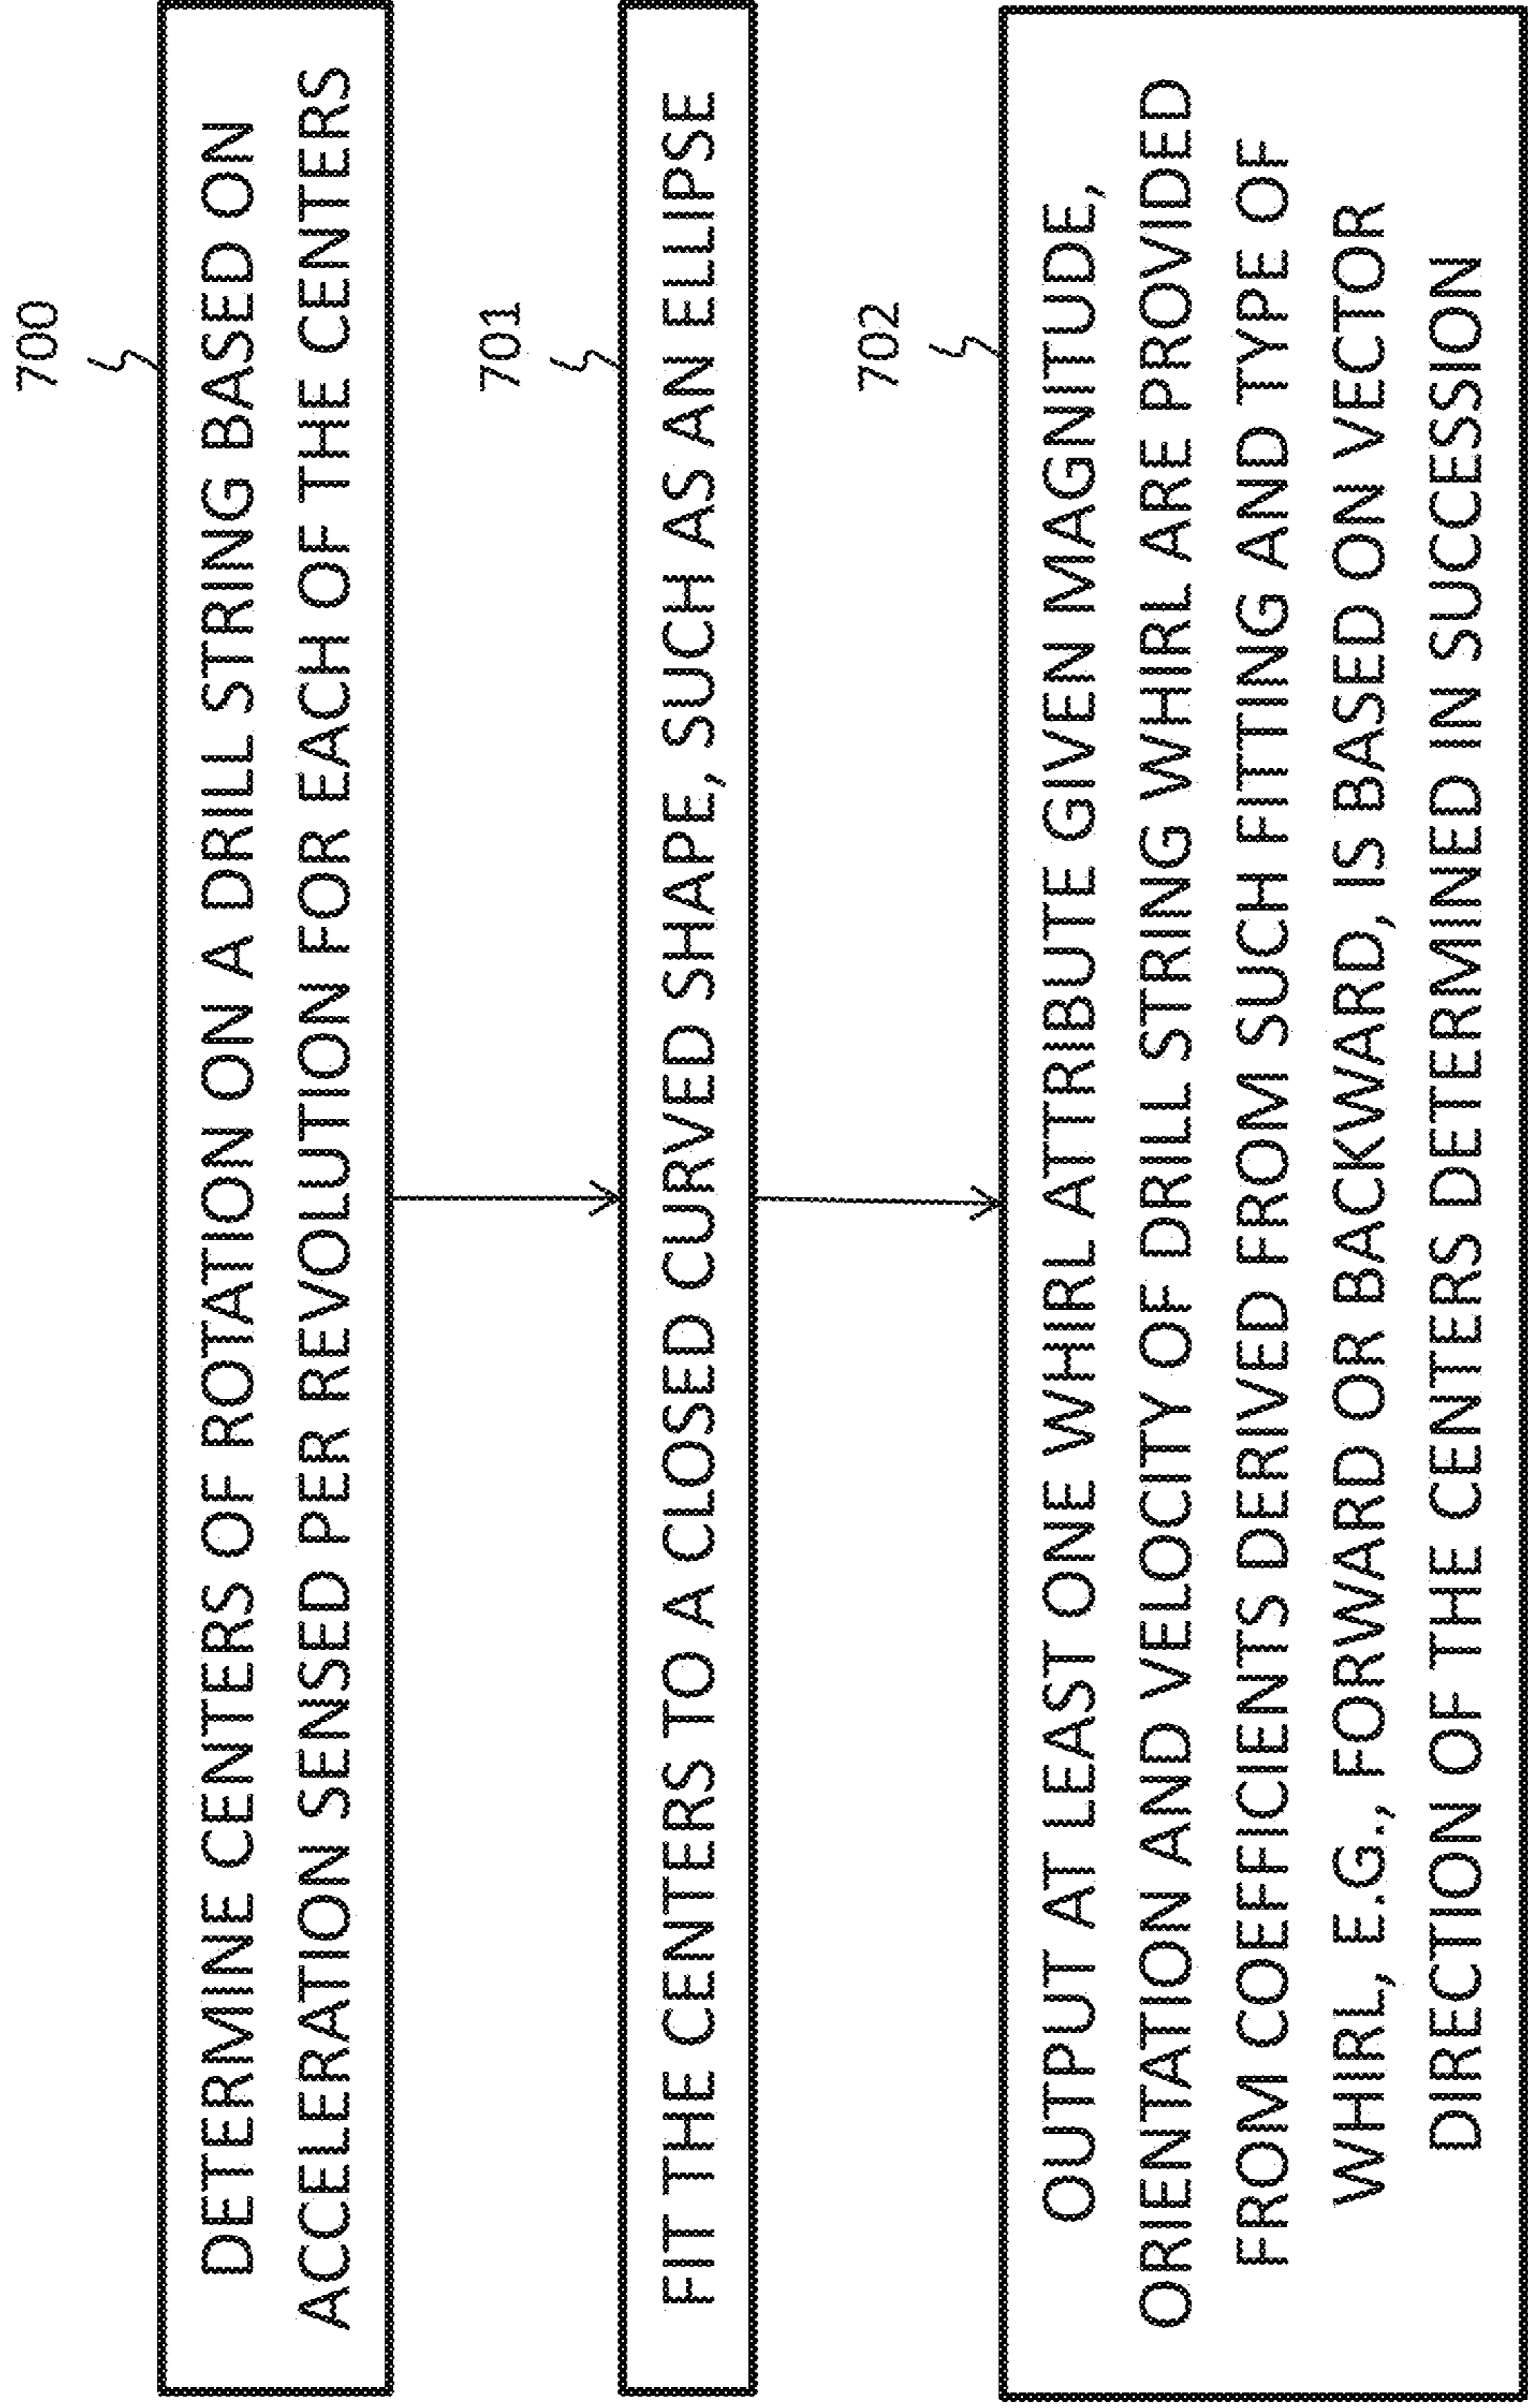 700
DETERMINE CENTERS OF ROTATION ON A DRILL STRING BASED ON
ACCELERATION SENSED PER REVOLUTION FOR EACH OF THE CENTERS
701
FIT THE CENTERS TO A CLOSED CURVED SHAPE, SUCH AS AN ELLIPSE
702
OUTPUT AT LEAST ONE WHIRL ATTRIBUTE GIVEN MAGNITUDE,
ORIENTATION AND VELOCITY OF DRILL STRING WHIRL ARE PROVIDED
FROM COEFFICIENTS DERIVED FROM SUCH FITTING AND TYPE OF
WHIRL, E.G., FORWARD OR BACKWARD, IS BASED ON VECTOR
DIRECTION OF THE CENTERS DETERMINED IN SUCCESSION